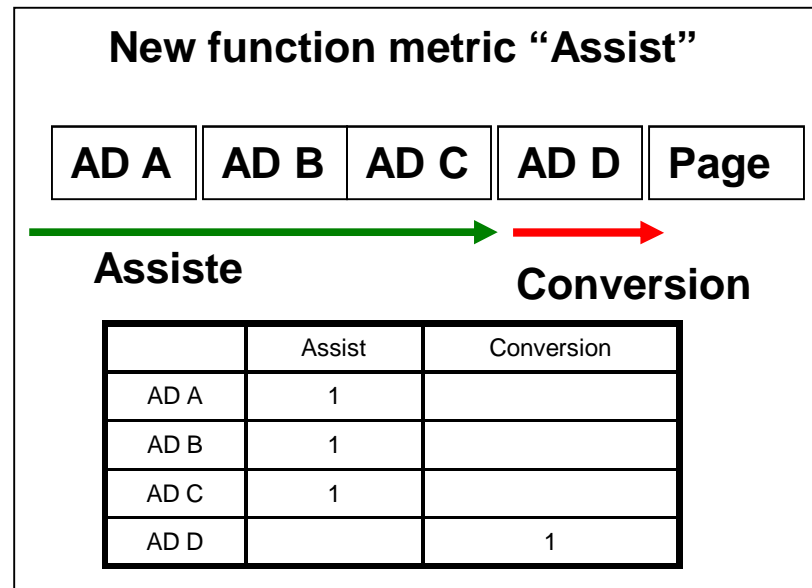 New function metric “Assist”
AD A AD B AD C AD D Page
Assiste
Conversion
Assist Conversion
AD A 1
AD B 1
AD C 1
AD D 1